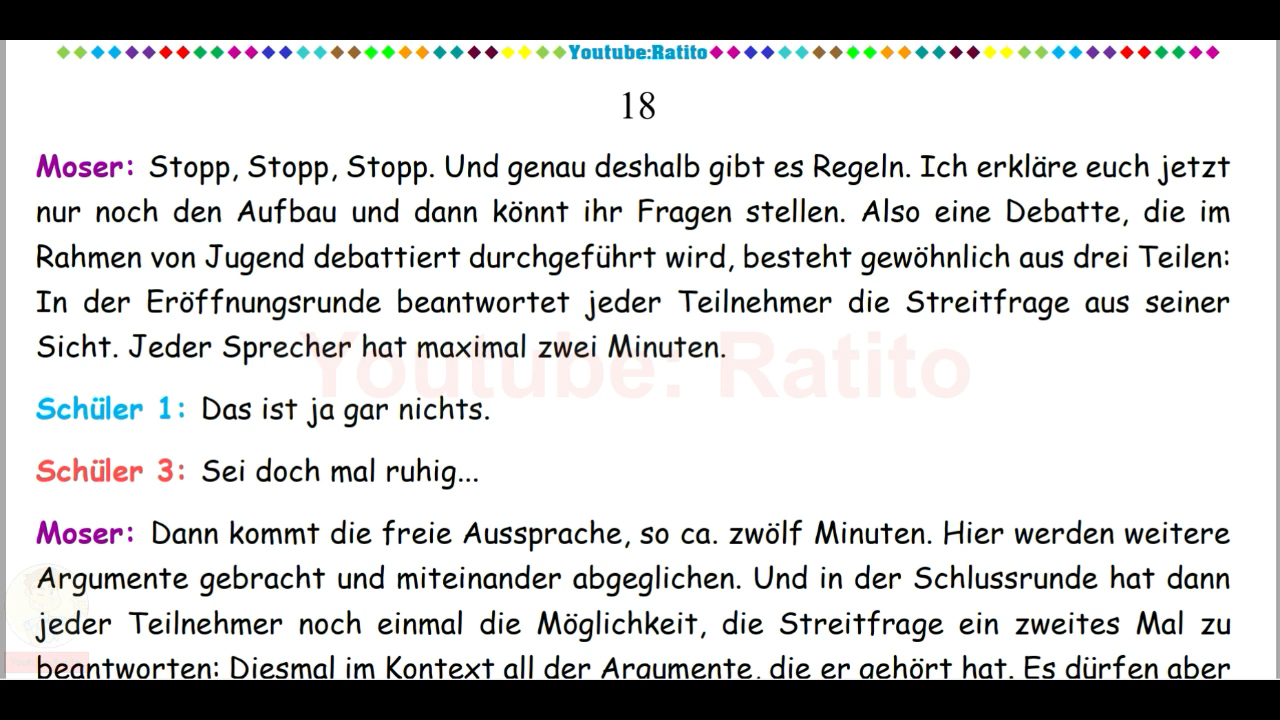 Youtube:Ratito
18
Moser: Stopp, Stopp, Stopp. Und genau deshalb gibt es Regeln. Ich erkläre euch jetzt
nur noch den Aufbau und dann könnt ihr Fragen stellen. Also eine Debatte, die im
Rahmen von Jugend debattiert durchgeführt wird, besteht gewöhnlich aus drei Teilen:
In der Eröffnungsrunde beantwortet jeder Teilnehmer die Streitfrage aus seiner
Sicht. Jeder Sprecher hat maximal zwei Minuten.
Youtube: Ratito
Schüler 1: Das ist ja gar nichts.
Schüler 3: Sei doch mal ruhig...
Moser: Dann kommt die freie Aussprache, so ca. zwölf Minuten. Hier werden weitere
Argumente gebracht und miteinander abgeglichen. Und in der Schlussrunde hat dann
jeder Teilnehmer noch einmal die Möglichkeit, die Streitfrage ein zweites Mal zu
beantworten: Diesmal im Kontext all der Argumente, die er gehört hat. Es dürfen aber